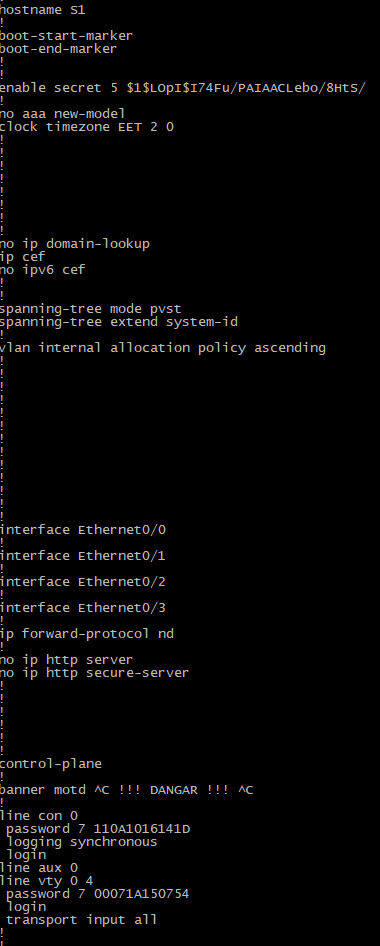 hostname S1
!
boot-start-marker
boot-end-marker
!
!
enable secret 5 $1$LOpI$I74Fu/PAIAACLebo/8HtS/
!
no aaa new-model
clock timezone EET 2 0
!
!
!
!
!
!
!
!
no ip domain-lookup
ip cef
no ipv6 cef
!
!
spanning-tree mode pvst
spanning-tree extend system-id
!
vlan internal allocation policy ascending
!
!
!
!
!
!
!
!
!
!
!
!
!
interface Ethernet0/0
!
interface Ethernet0/1
!
interface Ethernet0/2
!
interface Ethernet0/3
!
ip forward-protocol nd
!
no ip http server
no ip http secure-server
!
!
!
!
!
!
control-plane
!
banner motd ^C !!! DANGAR !!! ^C
!
line con 0
 password 7 110A1016141D
 logging synchronous
 login
line aux 0
line vty 0 4
 password 7 00071A150754
 login
 transport input all
!
!